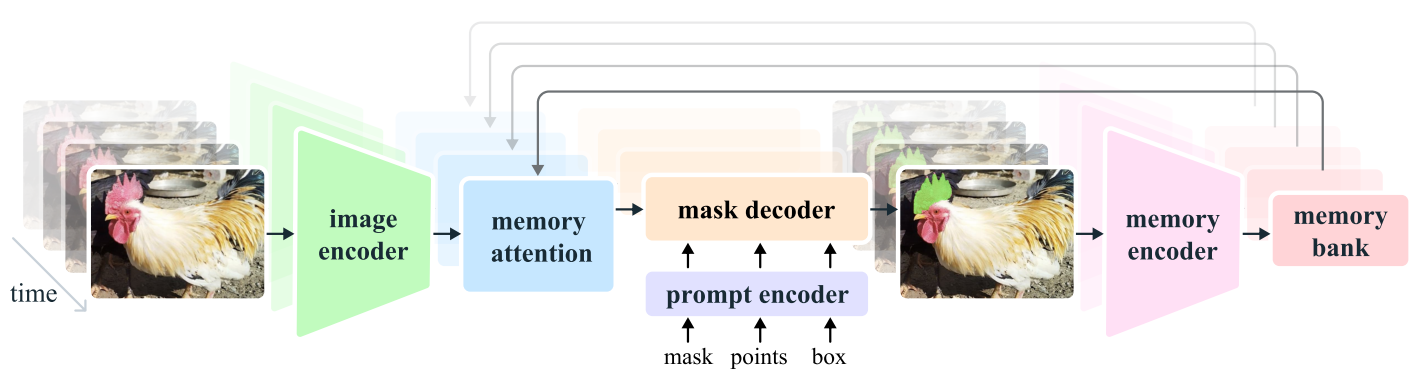 time
image
encoder
memory
attention
mask decoder
prompt encoder
mask points box
memory
encoder
memory
bank